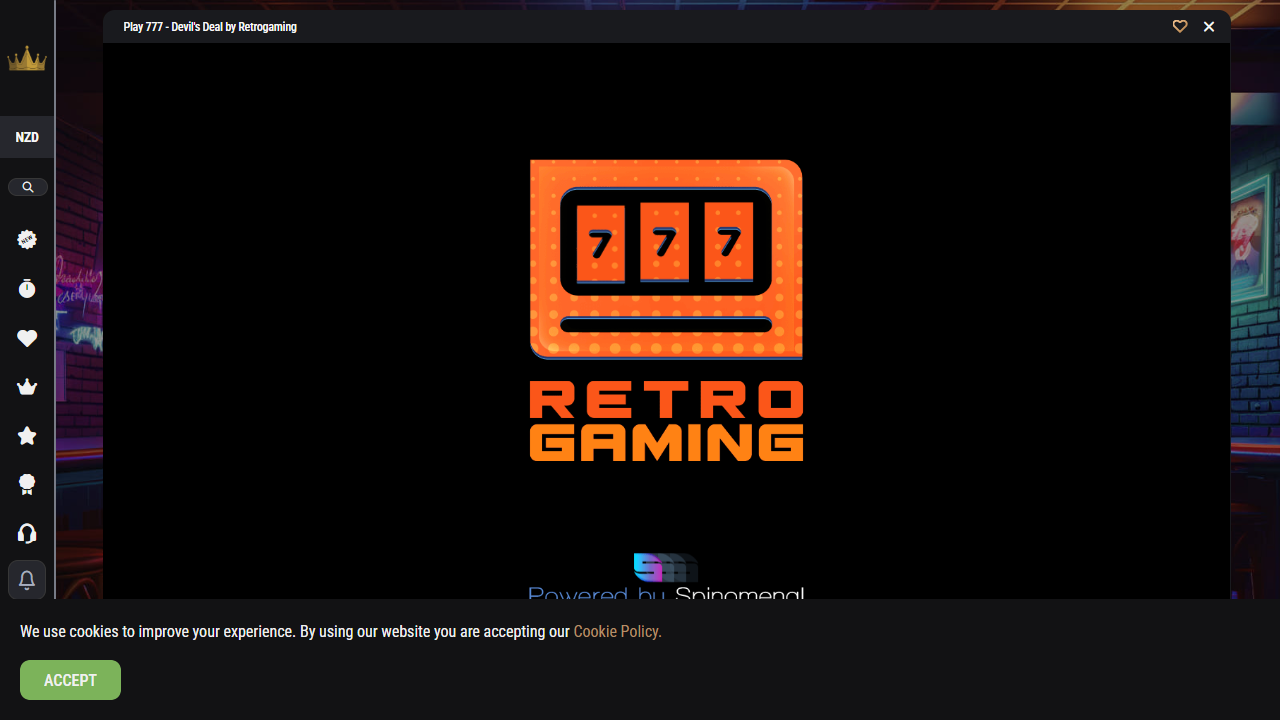 Play 777 - Devil's Deal by Retrogaming
NZD
NEW
7 7 7
RETRO
GAMING
Powered by Spinomenal
We use cookies to improve your experience. By using our website you are accepting our Cookie Policy.
ACCEPT